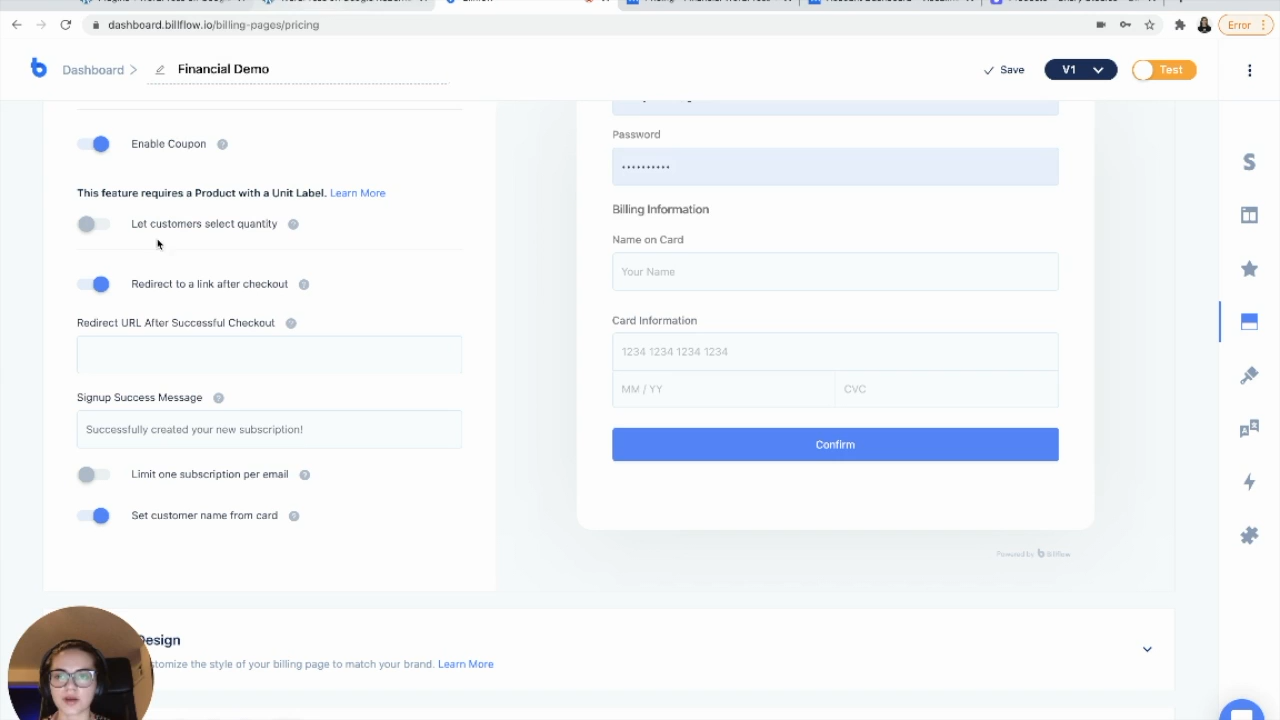 dashboard.billflow.io/billing-pages/pricing
Error
Dashboard > Financial Demo
Save
V1
Test
Enable Coupon ?
This feature requires a Product with a Unit Label. Learn More
Let customers select quantity ?
Redirect to a link after checkout ?
Redirect URL After Successful Checkout ?
Signup Success Message ?
Successfully created your new subscription!
Limit one subscription per email ?
Set customer name from card ?
Password
••••••••••
Billing Information
Name on Card
Your Name
Card Information
1234 1234 1234 1234
MM / YY CVC
Confirm
Powered by Billflow
Design
stomize the style of your billing page to match your brand. Learn More